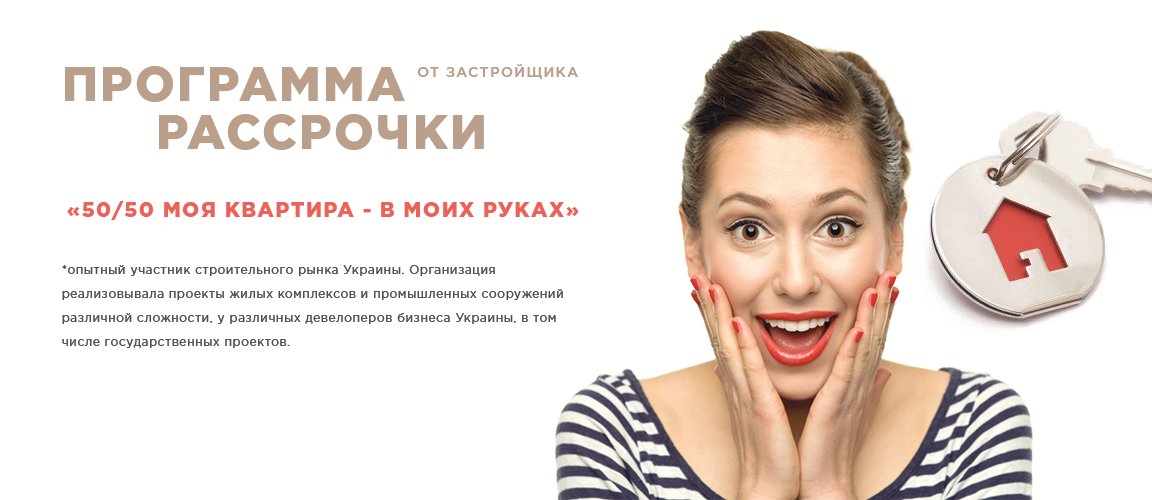 ПРОГРАММА ОТ ЗАСТРОЙЩИКА
РАССРОЧКИ
«50/50 МОЯ КВАРТИРА - В МОИХ РУКАХ»
*опытный участник строительного рынка Украины. Организация
реализовывала проекты жилых комплексов и промышленных сооружений
различной сложности, у различных девелоперов бизнеса Украины, в том
числе государственных проектов.